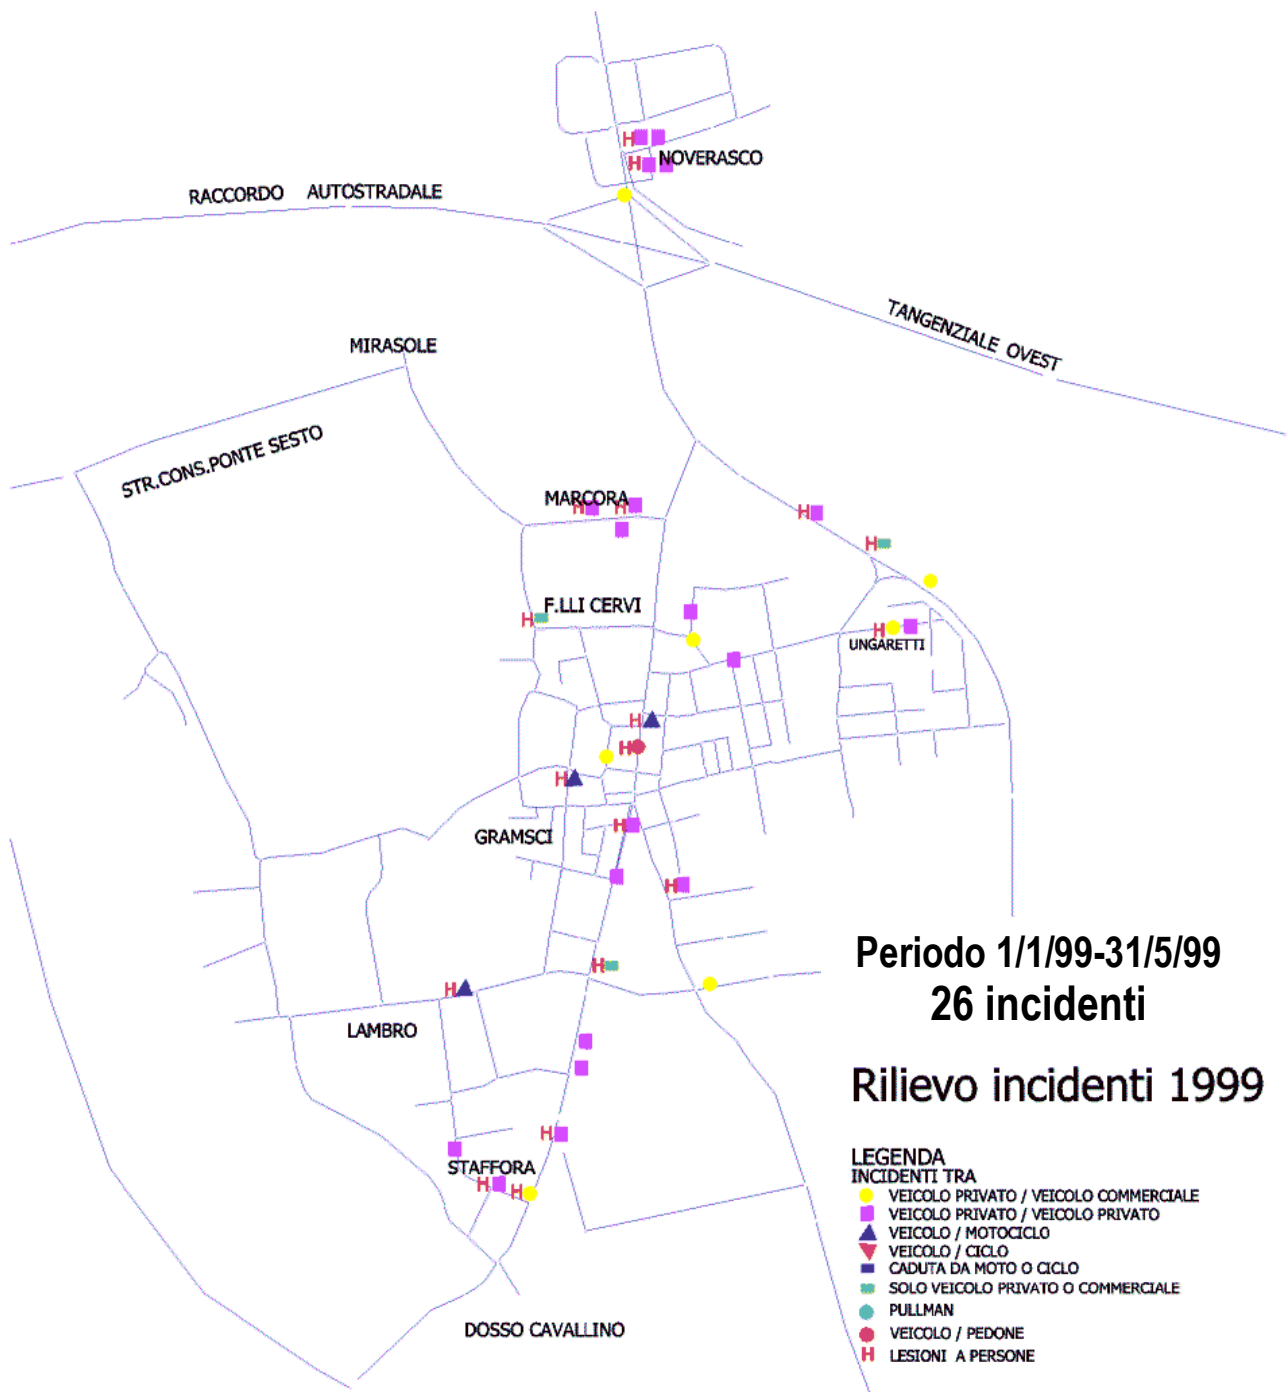 H
H NOVERASCO
RACCORDO AUTOSTRADALE
TANGENZIALE OVEST
MIRASOLE
STR.CONS.PONTE SESTO
MARCORA
H H H
H
F.LLI CERVI
H
H
UNGARETTI
H
H
H
GRAMSCI
H
H
Periodo 1/1/99-31/5/99
26 incidenti
H
H
LAMBRO
Rilievo incidenti 1999
H
STAFFORA
H H
DOSSO CAVALLINO
LEGENDA
INCIDENTI TRA
VEICOLO PRIVATO / VEICOLO COMMERCIALE
VEICOLO PRIVATO / VEICOLO PRIVATO
VEICOLO / MOTOCICLO
VEICOLO / CICLO
CADUTA DA MOTO O CICLO
SOLO VEICOLO PRIVATO O COMMERCIALE
PULLMAN
VEICOLO / PEDONE
H LESIONI A PERSONE